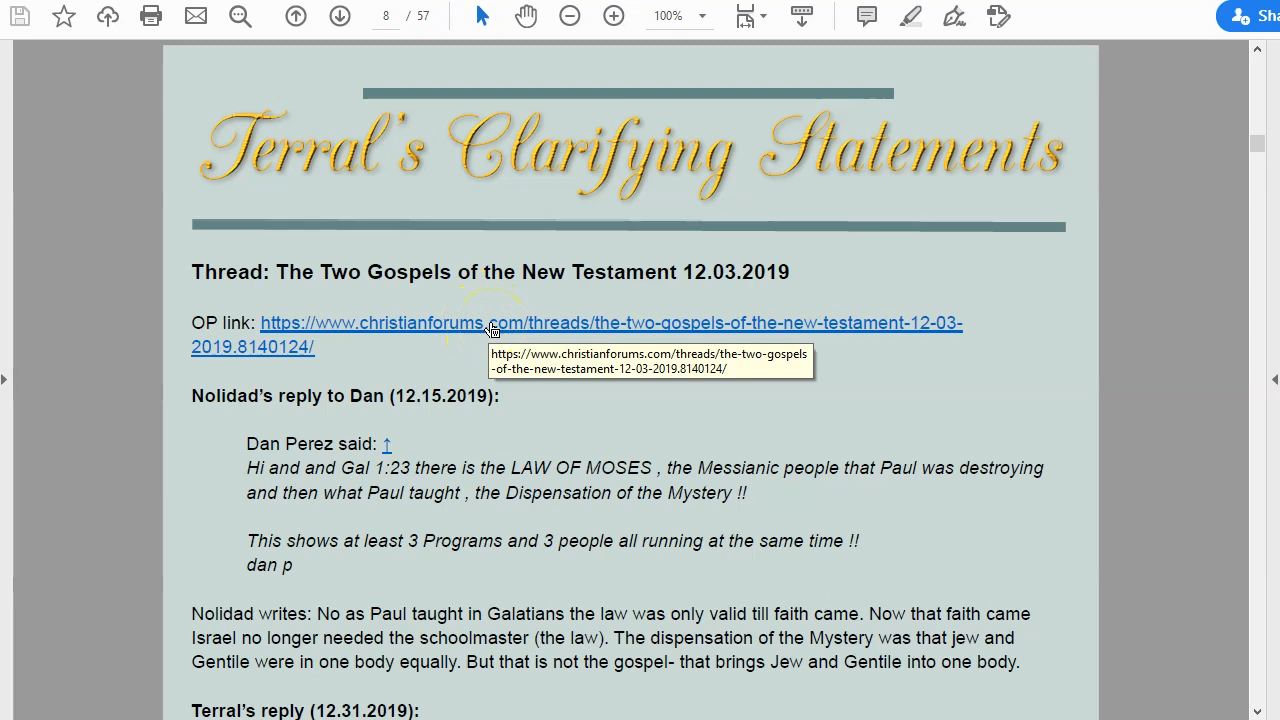 8 / 57
100%
Sha
Terral's Clarifying Statements
Thread: The Two Gospels of the New Testament 12.03.2019
OP link: https://www.christianforums.com/threads/the-two-gospels-of-the-new-testament-12-03-
2019.8140124/
https://www.christianforums.com/threads/the-two-gospels
-of-the-new-testament-12-03-2019.8140124/
Nolidad’s reply to Dan (12.15.2019):
Dan Perez said: ↑
Hi and and Gal 1:23 there is the LAW OF MOSES , the Messianic people that Paul was destroying
and then what Paul taught , the Dispensation of the Mystery !!
This shows at least 3 Programs and 3 people all running at the same time !!
dan p
Nolidad writes: No as Paul taught in Galatians the law was only valid till faith came. Now that faith came
Israel no longer needed the schoolmaster (the law). The dispensation of the Mystery was that jew and
Gentile were in one body equally. But that is not the gospel- that brings Jew and Gentile into one body.
Terral’s reply (12.31.2019):